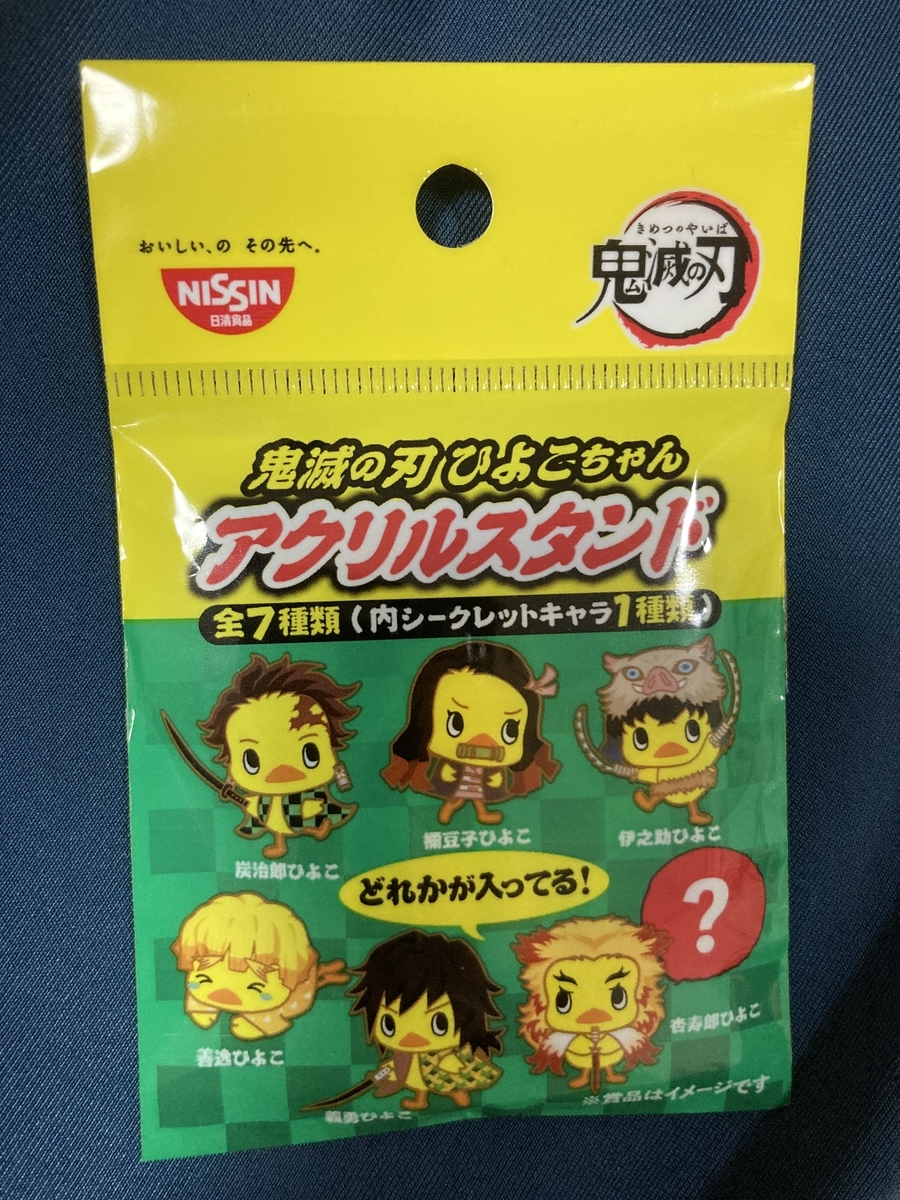 おいしい、の その先へ。
NISSIN
日清食品
きめつのやいば
鬼滅の刃
鬼滅の刃ひよこちゃん
アクリルスタンド
全7種類(内シークレットキャラ1種類)
炭治郎ひよこ
禰豆子ひよこ
伊之助ひよこ
どれかが入ってる!
?
善逸ひよこ
義勇ひよこ
杏寿郎ひよこ
※賞品はイメージです